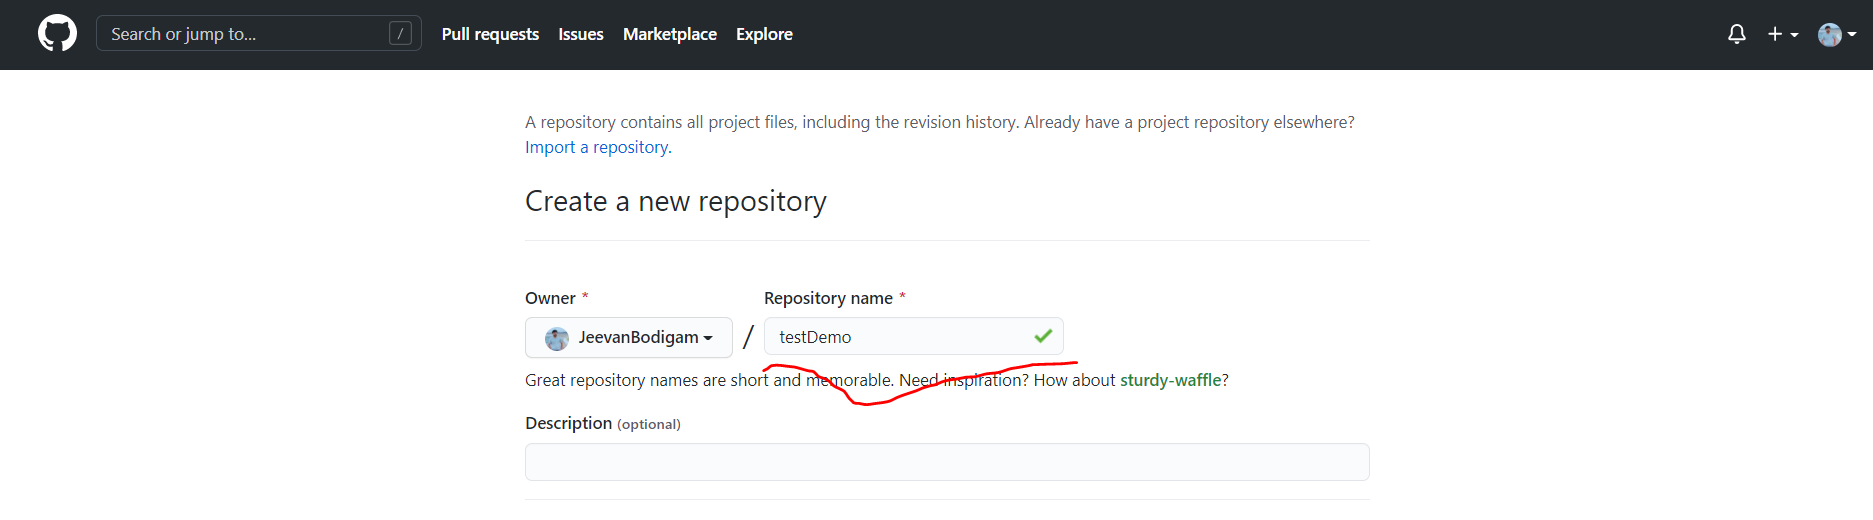 Search or jump to... / Pull requests Issues Marketplace Explore
A repository contains all project files, including the revision history. Already have a project repository elsewhere?
Import a repository.
Create a new repository
Owner * Repository name *
JeevanBodigam / testDemo
Great repository names are short and memorable. Need inspiration? How about sturdy-waffle?
Description (optional)